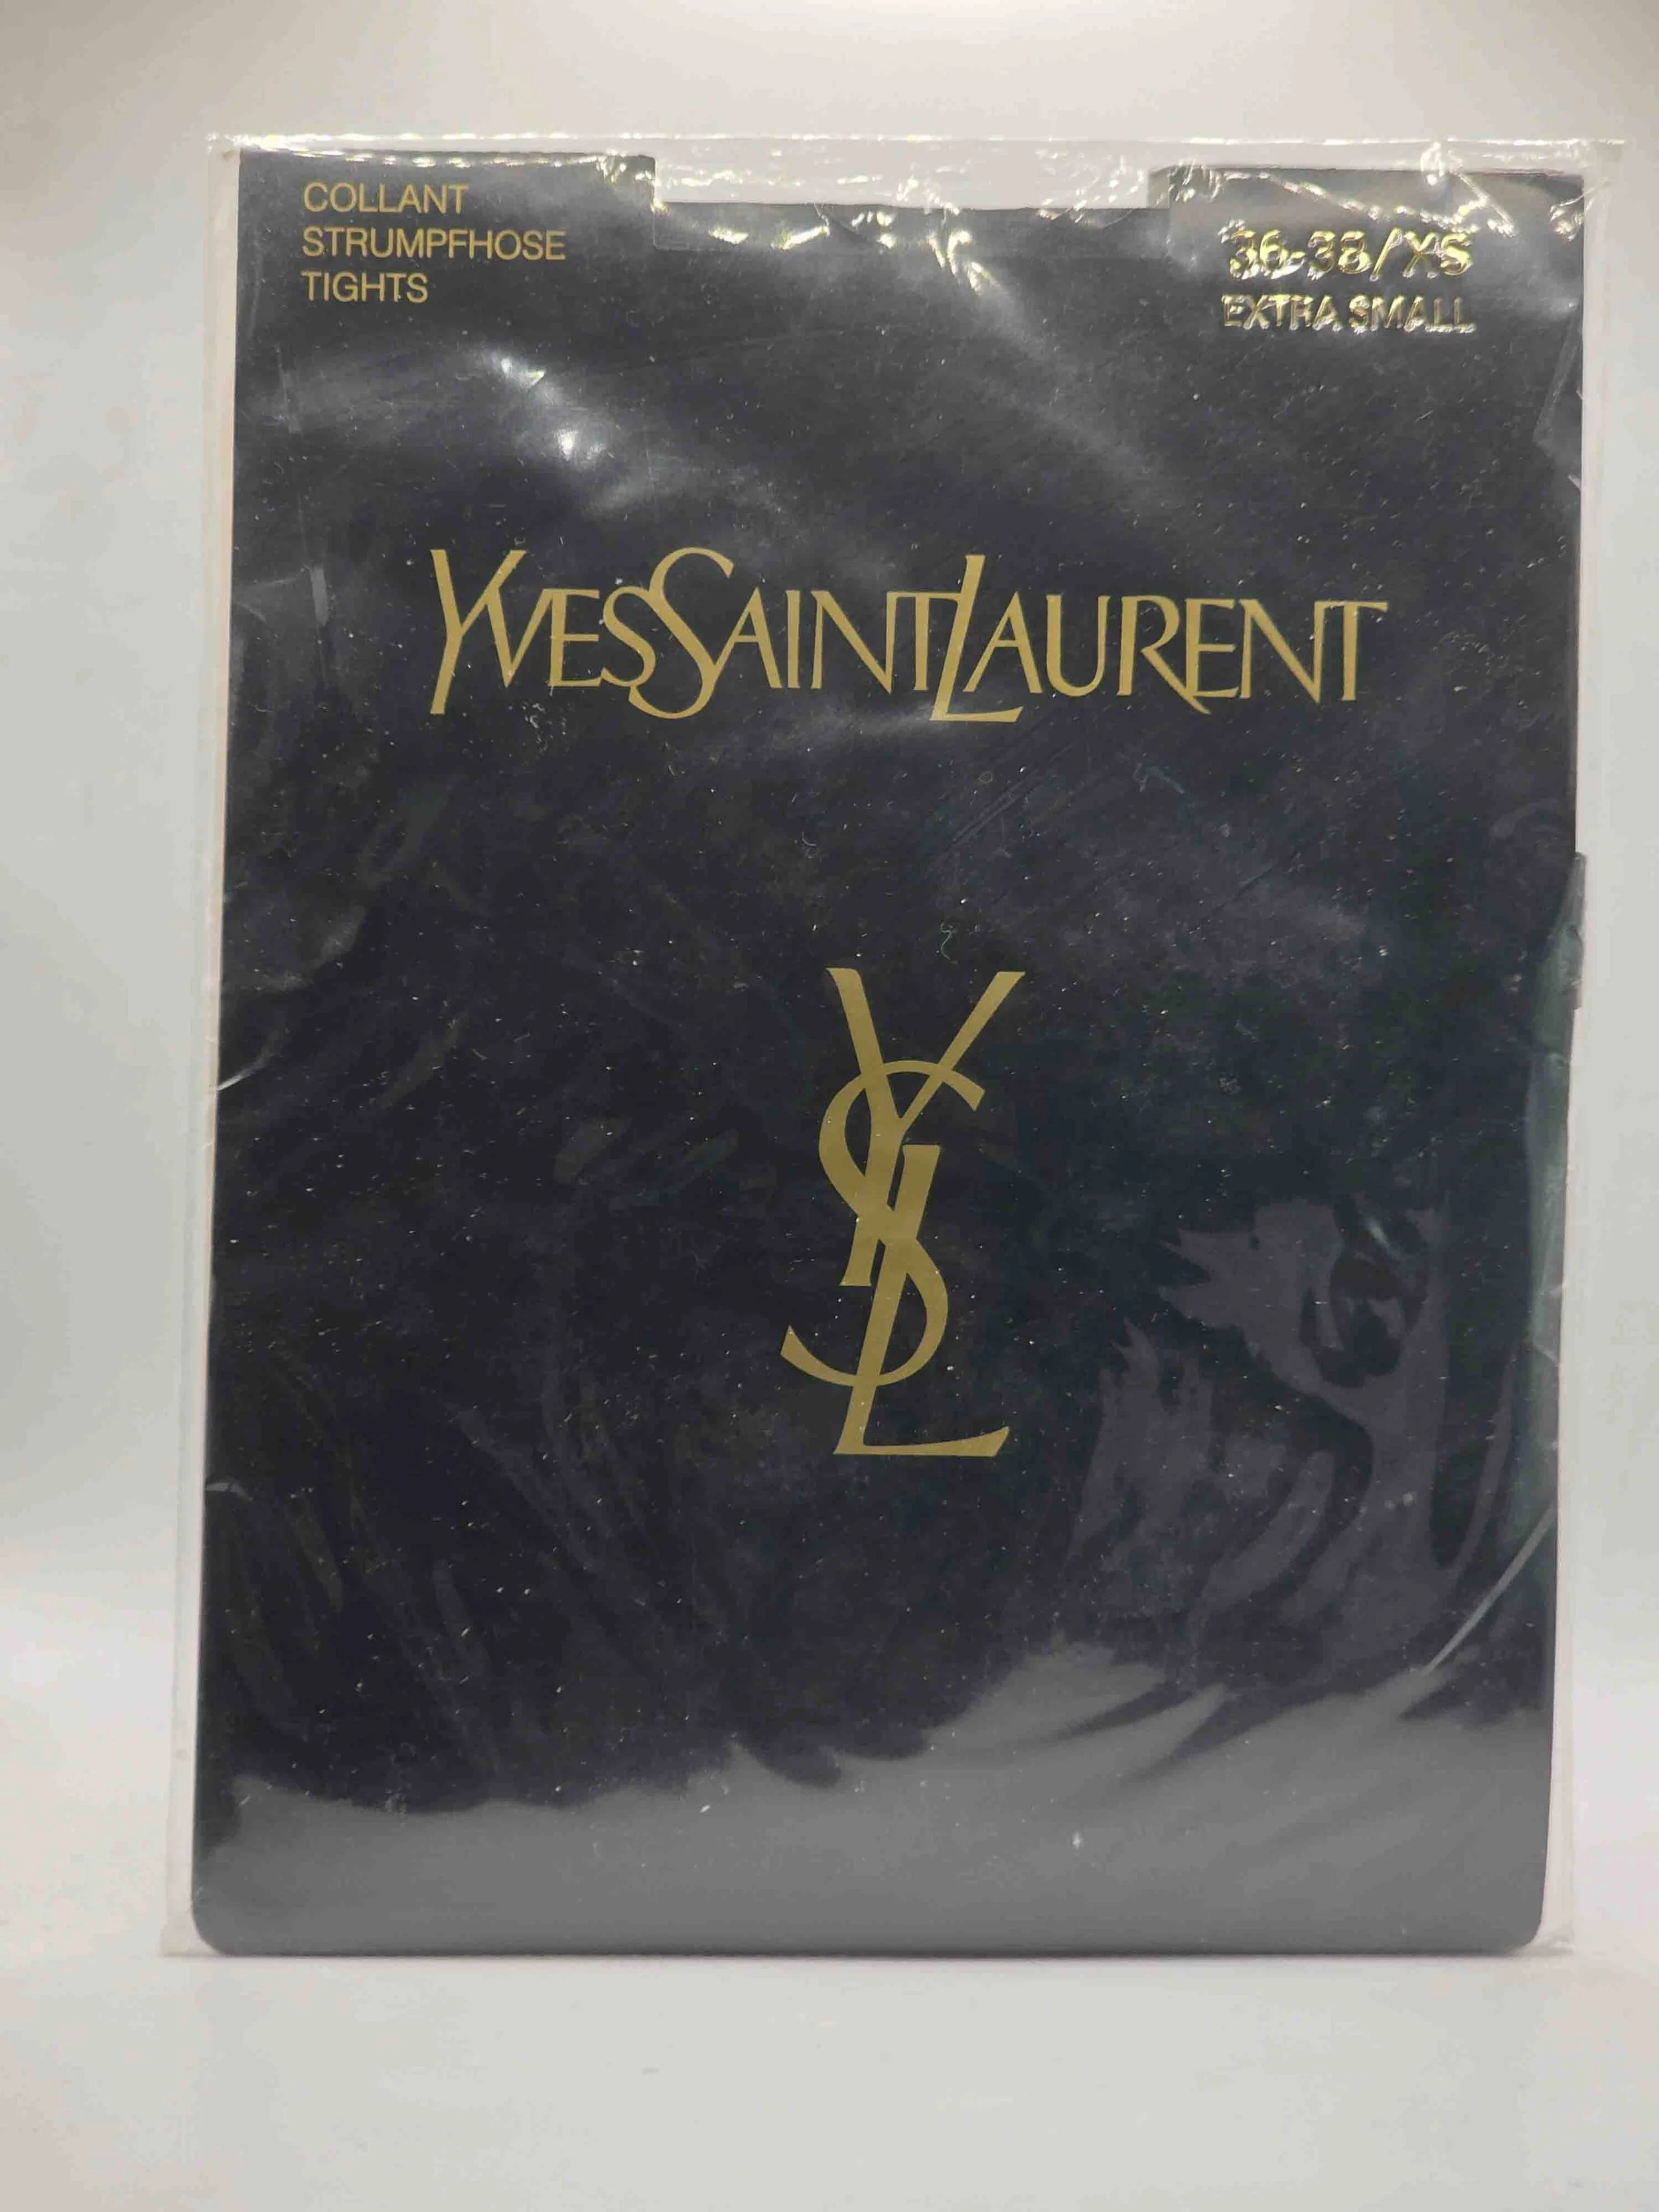 COLLANT
STRUMPFHOSE
TIGHTS
36-38/XS
EXTRA SMALL
YVESSAINTLAURENT
YSL